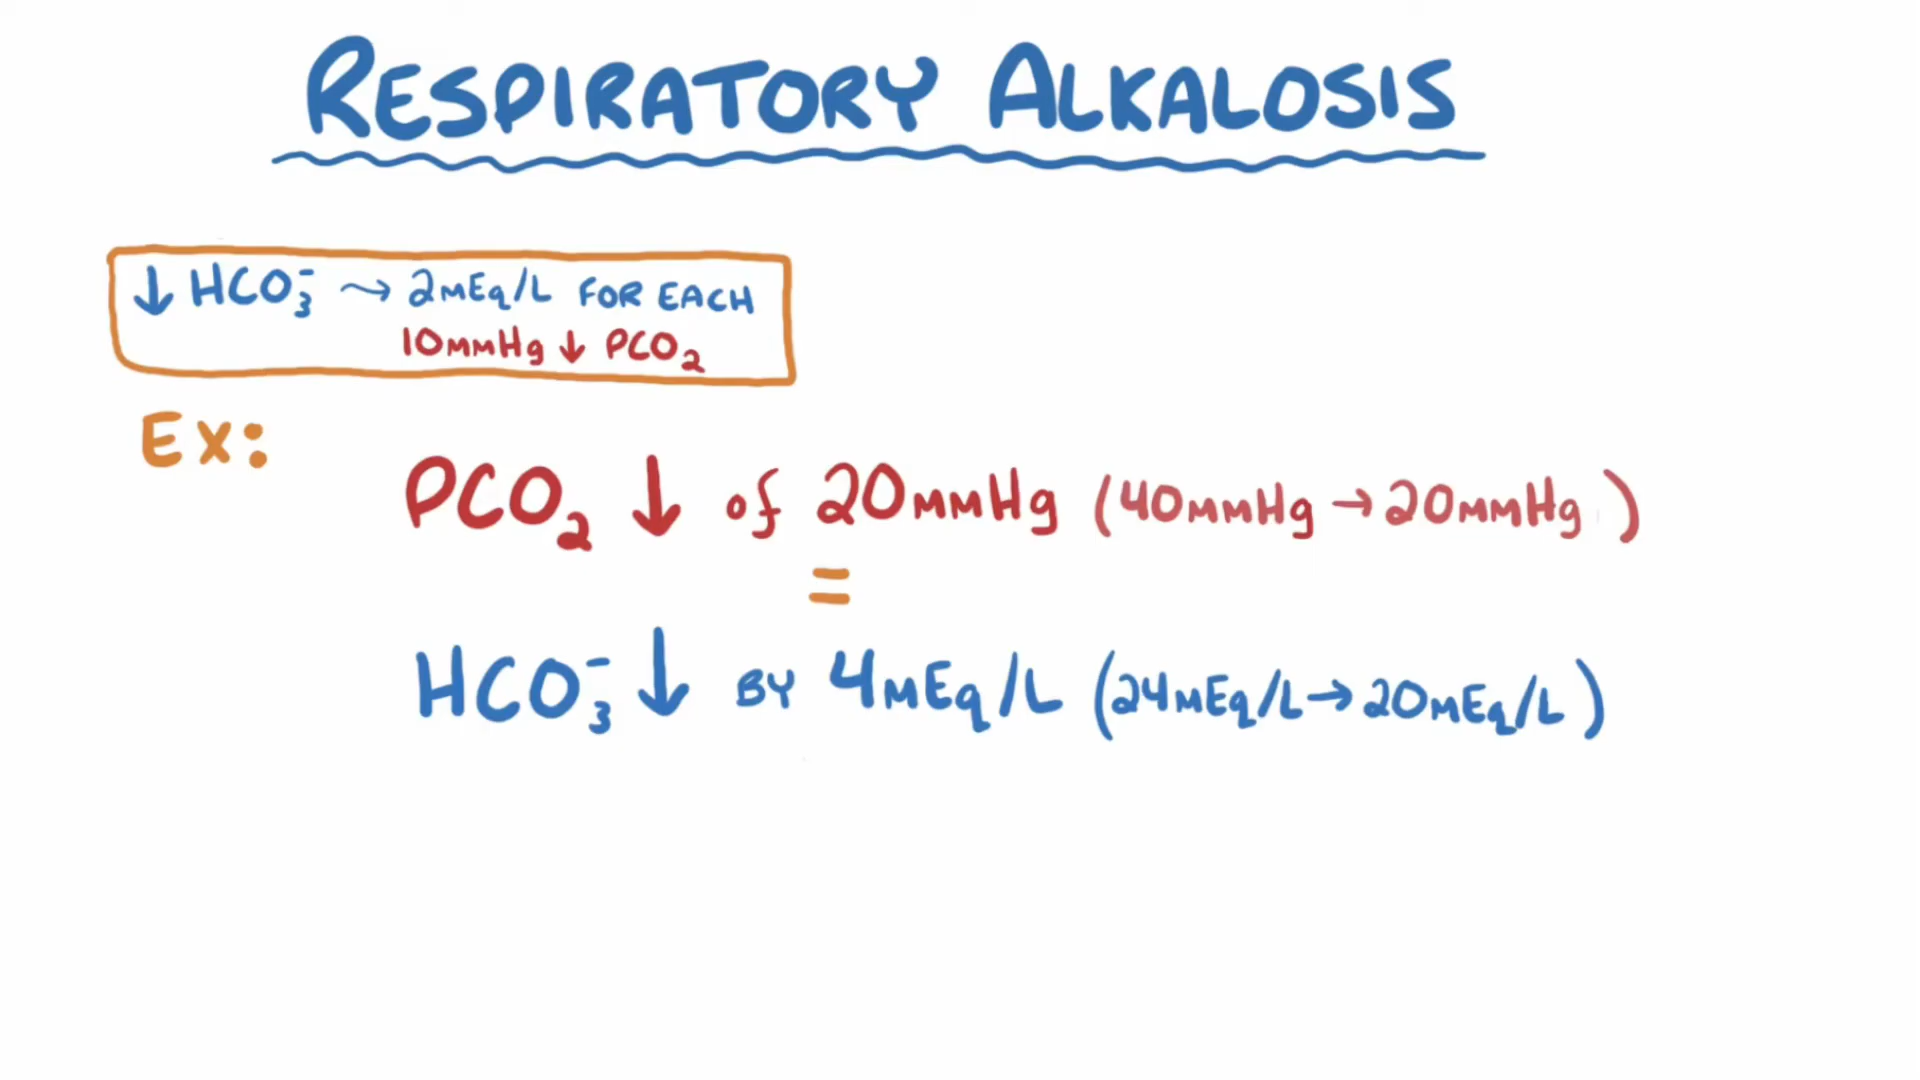 RESPIRATORY ALKALOSIS
↓ HCO₃⁻ → 2mEq/L FOR EACH
10mmHg ↓ PCO₂
Ex:
PCO₂ ↓ of 20mmHg (40mmHg → 20mmHg)
=
HCO₃⁻ ↓ BY 4mEq/L (24mEq/L → 20mEq/L)